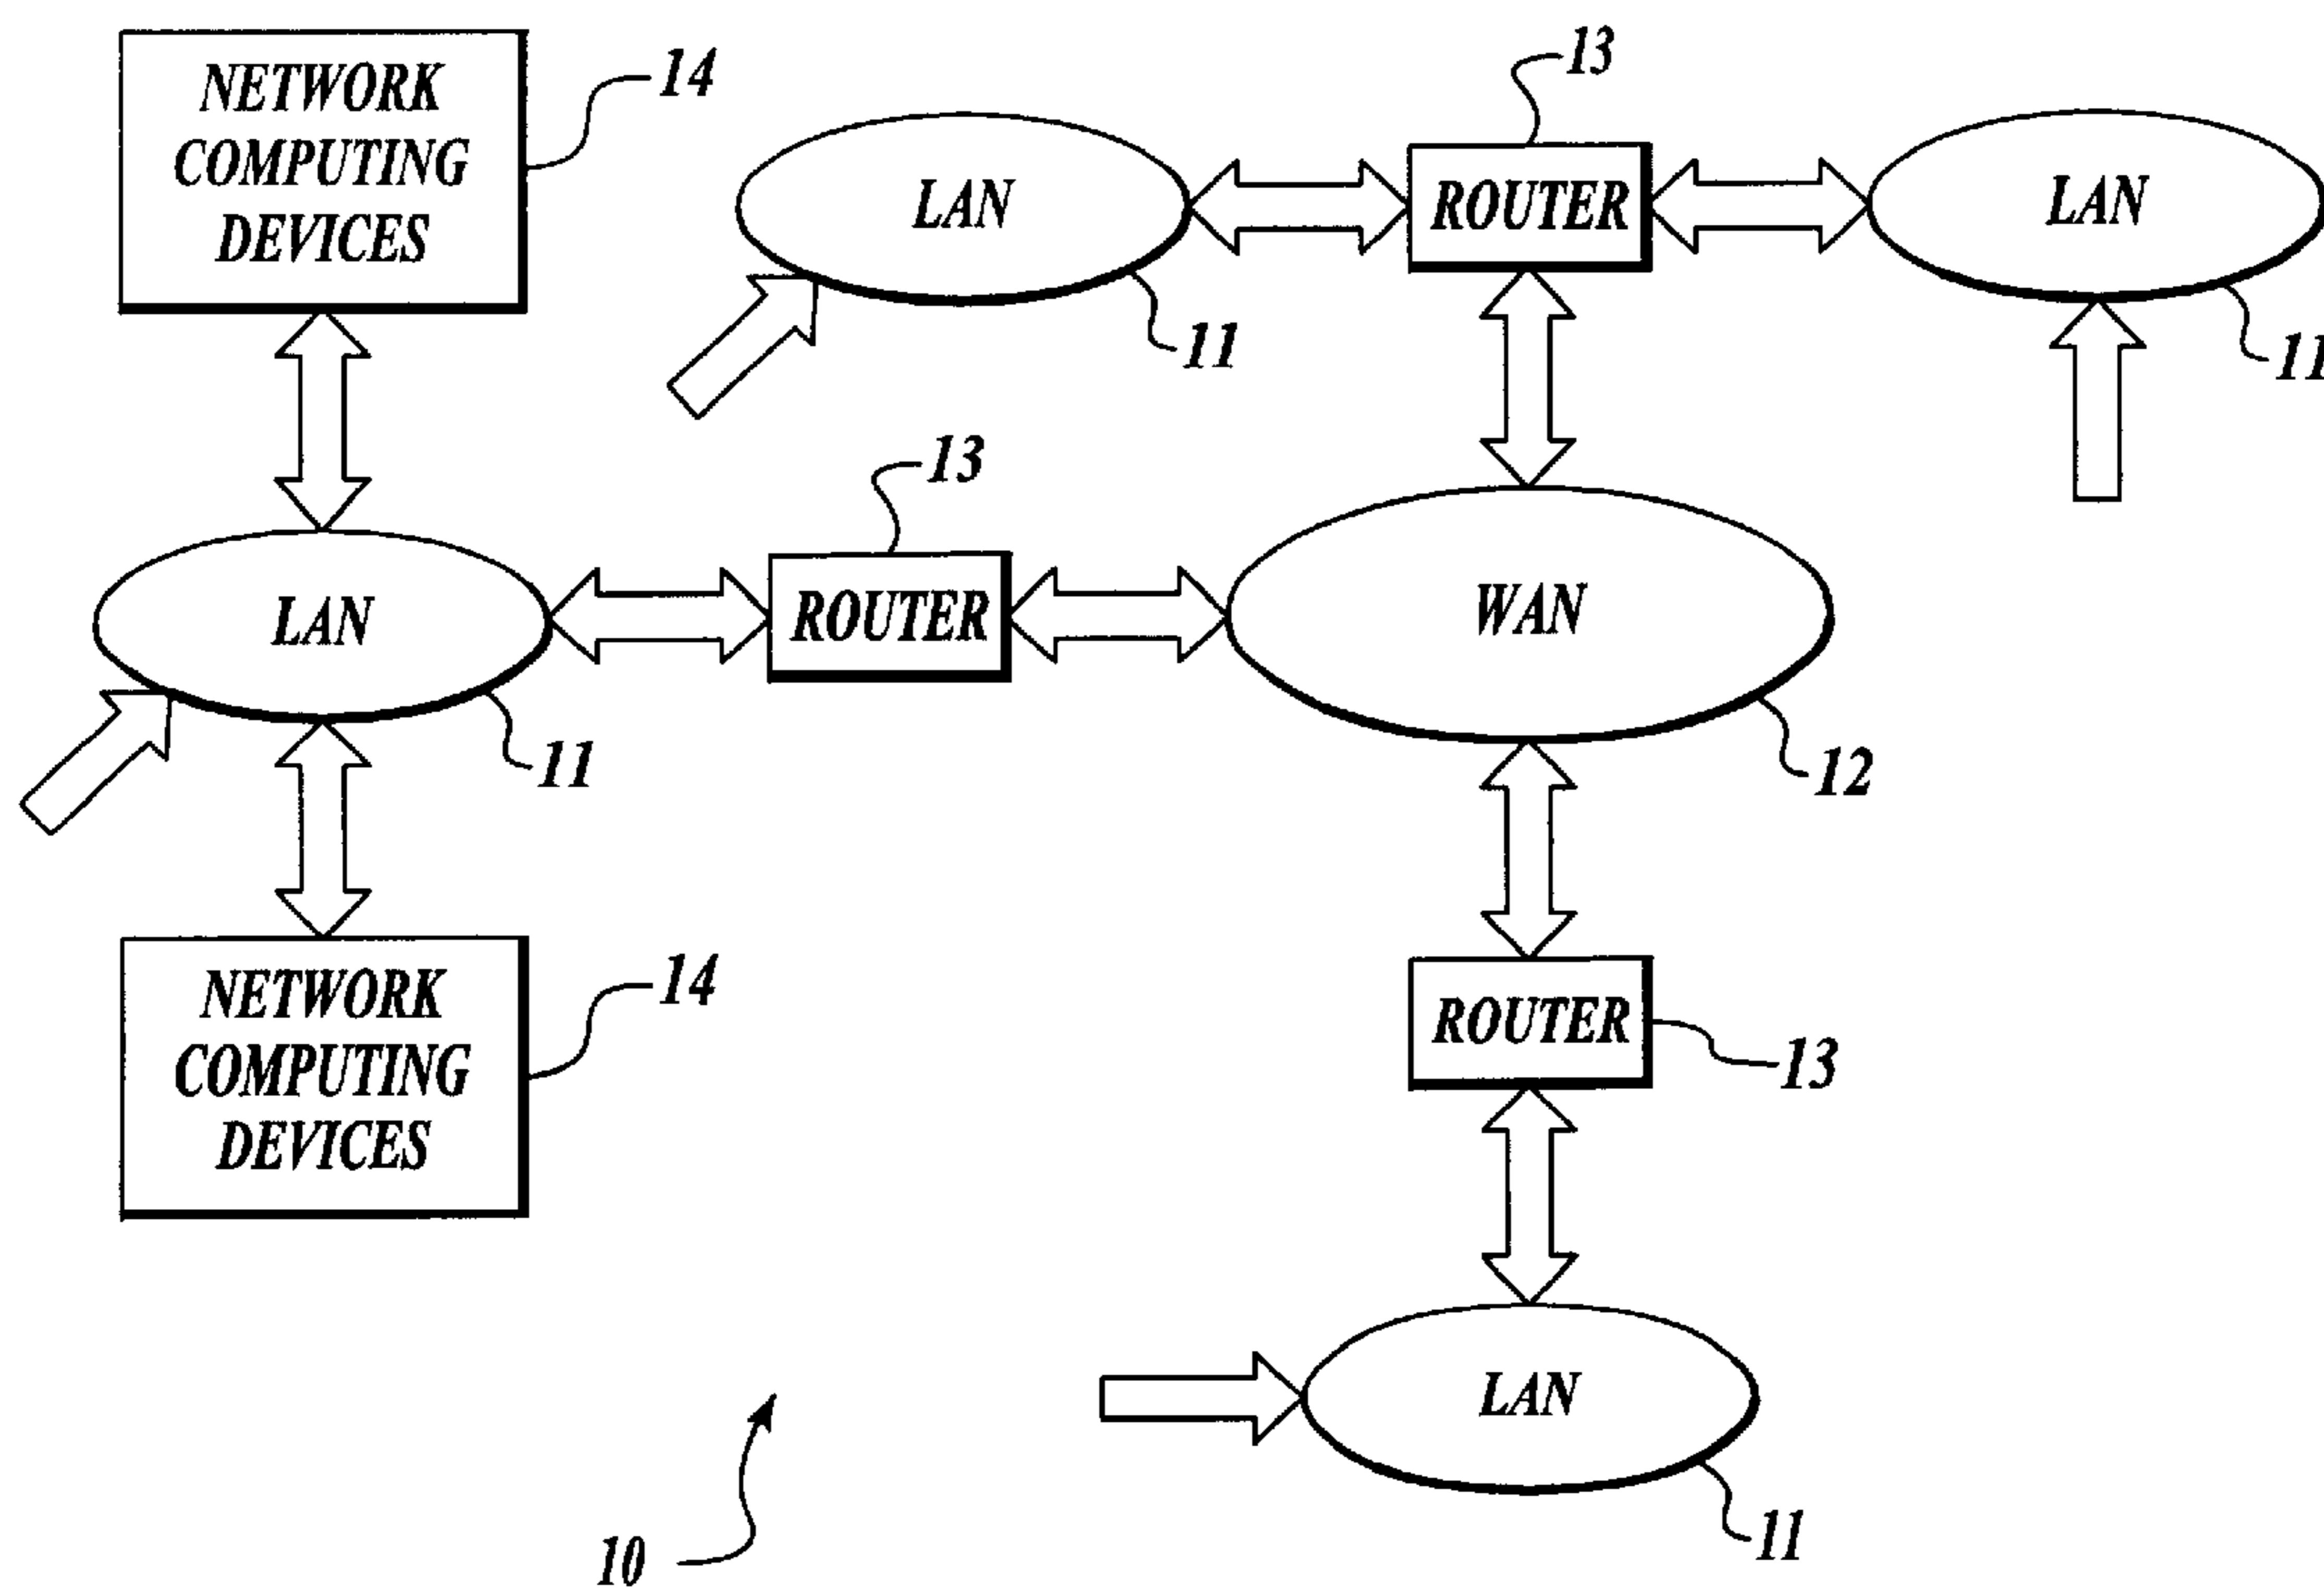 NETWORK
COMPUTING
DEVICES
14
13
LAN
ROUTER
LAN
11
11
13
LAN
ROUTER
WAN
11
12
NETWORK
COMPUTING
DEVICES
14
ROUTER
13
LAN
10
11